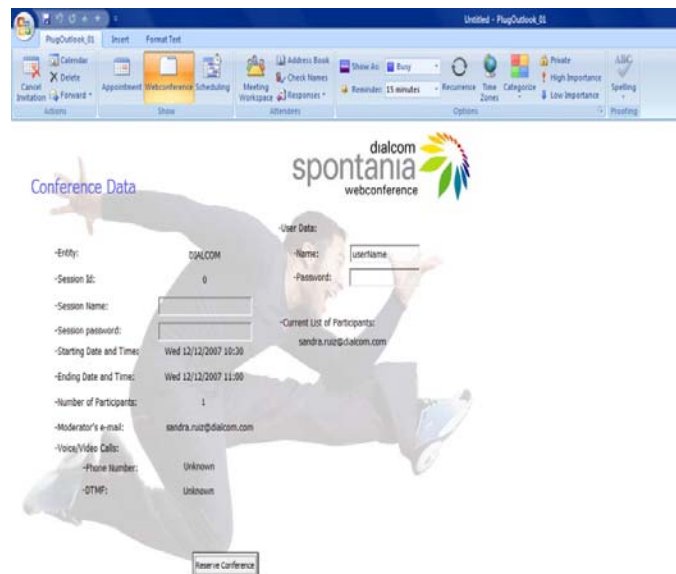 Untitled - PlugOutlook_01
PlugOutlook_01 Insert Format Text
Cancel Invitation
Calendar
Delete
Forward
Actions
Appointment Webconference Scheduling
Show
Meeting Workspace
Address Book
Check Names
Responses
Attendees
Show As: Busy
Reminder: 15 minutes
Recurrence
Time Zones
Categorize
Private
High Importance
Low Importance
Options
ABC
Spelling
Proofing
dialcom
spontania
webconference
Conference Data
-Entity: DIALCOM
-Session Id: 0
-Session Name:
-Session password:
-Starting Date and Time: Wed 12/12/2007 10:30
-Ending Date and Time: Wed 12/12/2007 11:00
-Number of Participants: 1
-Moderator's e-mail: sandra.ruiz@dialcom.com
-Voice/Video Calls:
-Phone Number: Unknown
-DTMF: Unknown
-User Data:
-Name: userName
-Password:
-Current List of Participants:
sandra.ruiz@dialcom.com
Reserve Conference